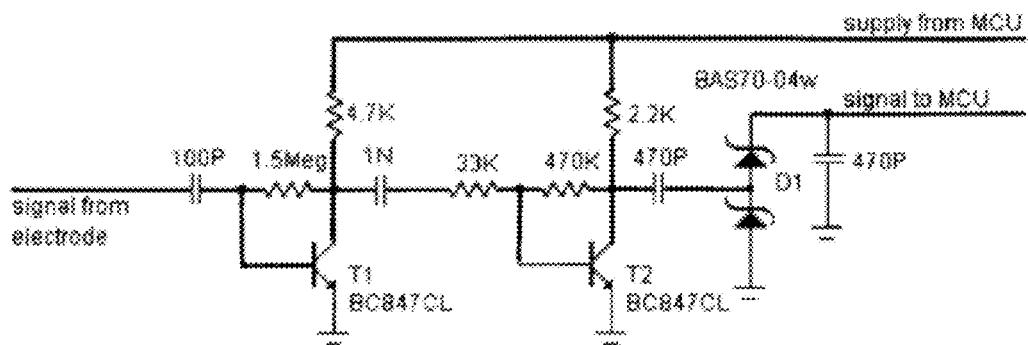 supply from MCU
BAS70-04w
signal to MCU
4.7K
2.2K
100P
1.5Meg
1N
33K
470K
470P
D1
470P
signal from
electrode
T1
BC847CL
T2
BC847CL